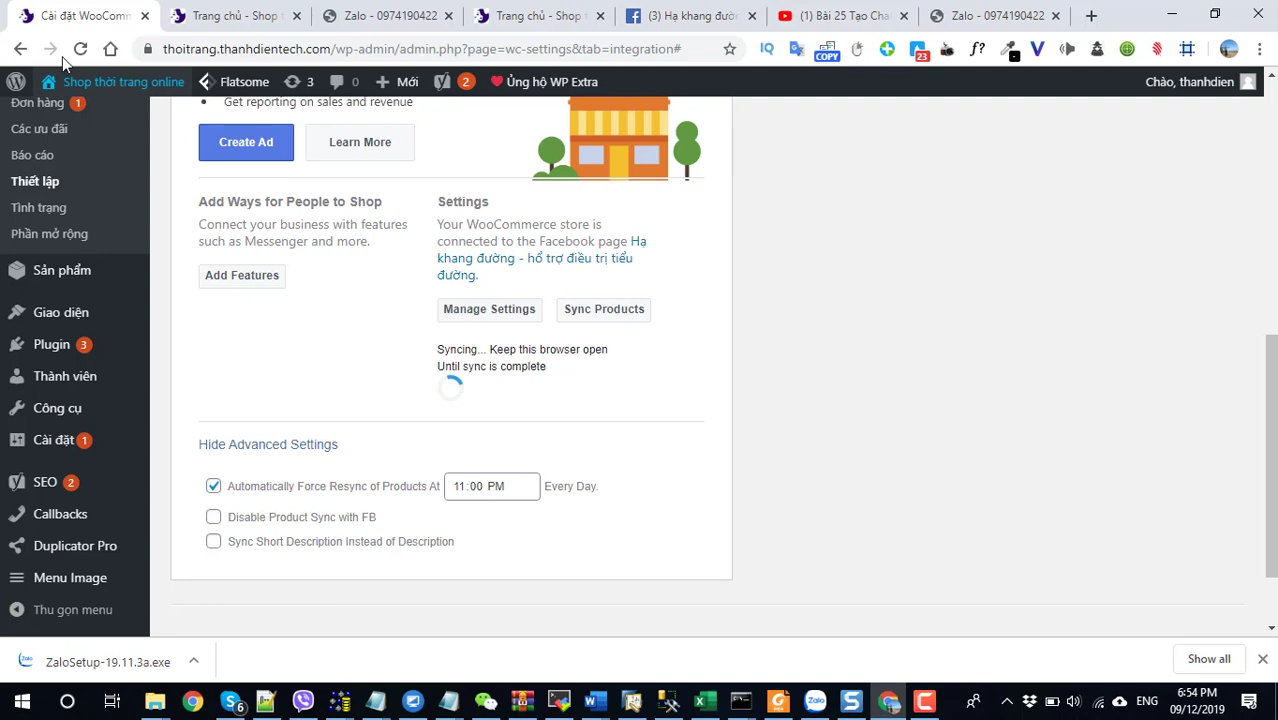 Cài đặt WooComm
Trang chủ - Shop t
Zalo - 0974190422
Trang chủ - Shop t
(3) Hạ khang đườn
(1) Bài 25 Tạo Cha
Zalo - 0974190422
thoitrang.thanhdientech.com/wp-admin/admin.php?page=wc-settings&tab=integration#
IQ
COPY
23
f?
Shop thời trang online
Flatsome
3
0
Mới
2
Ủng hộ WP Extra
Chào, thanhdien
Đơn hàng 1
Các ưu đãi
Báo cáo
Thiết lập
Tình trạng
Phần mở rộng
Sản phẩm
Giao diện
Plugin 3
Thành viên
Công cụ
Cài đặt 1
SEO 2
Callbacks
Duplicator Pro
Menu Image
Thu gọn menu
Get reporting on sales and revenue
Create Ad
Learn More
Add Ways for People to Shop
Connect your business with features
such as Messenger and more.
Add Features
Settings
Your WooCommerce store is
connected to the Facebook page Hạ
khang đường - hổ trợ điều trị tiểu
đường.
Manage Settings
Sync Products
Syncing... Keep this browser open
Until sync is complete
Hide Advanced Settings
Automatically Force Resync of Products At 11:00 PM Every Day.
Disable Product Sync with FB
Sync Short Description Instead of Description
ZaloSetup-19.11.3a.exe
Show all
ENG
6:54 PM
09/12/2019